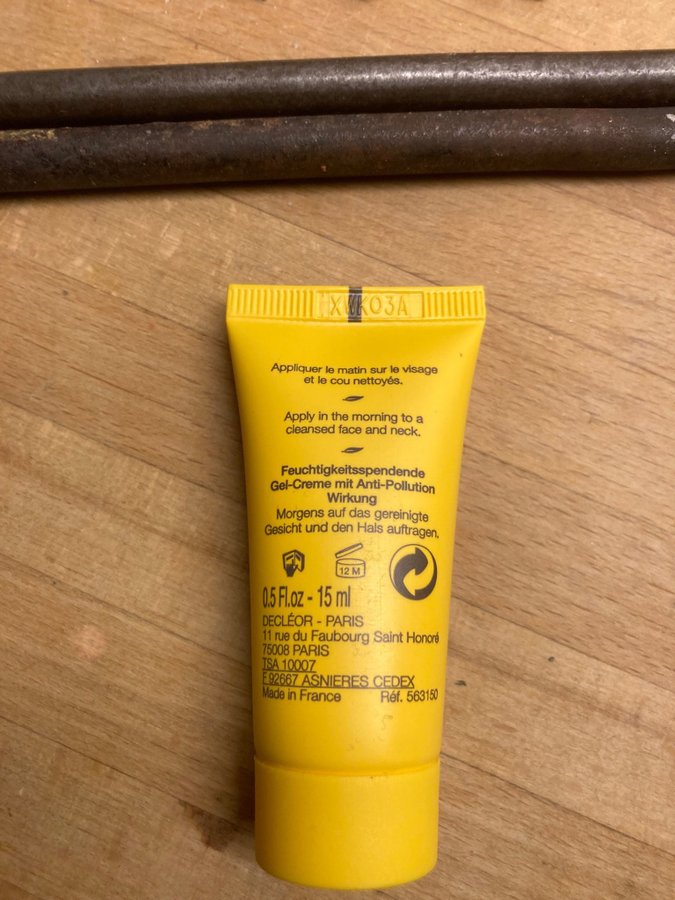 XWK03A
Appliquer le matin sur le visage
et le cou nettoyés.
Apply in the morning to a
cleansed face and neck.
Feuchtigkeitsspendende
Gel-Creme mit Anti-Pollution
Wirkung
Morgens auf das gereinigte
Gesicht und den Hals auftragen.
12 M
0.5 Fl.oz - 15 ml
DECLÉOR - PARIS
11 rue du Faubourg Saint Honoré
75008 PARIS
TSA 10007
F 92667 ASNIERES CEDEX
Made in France Réf. 563150